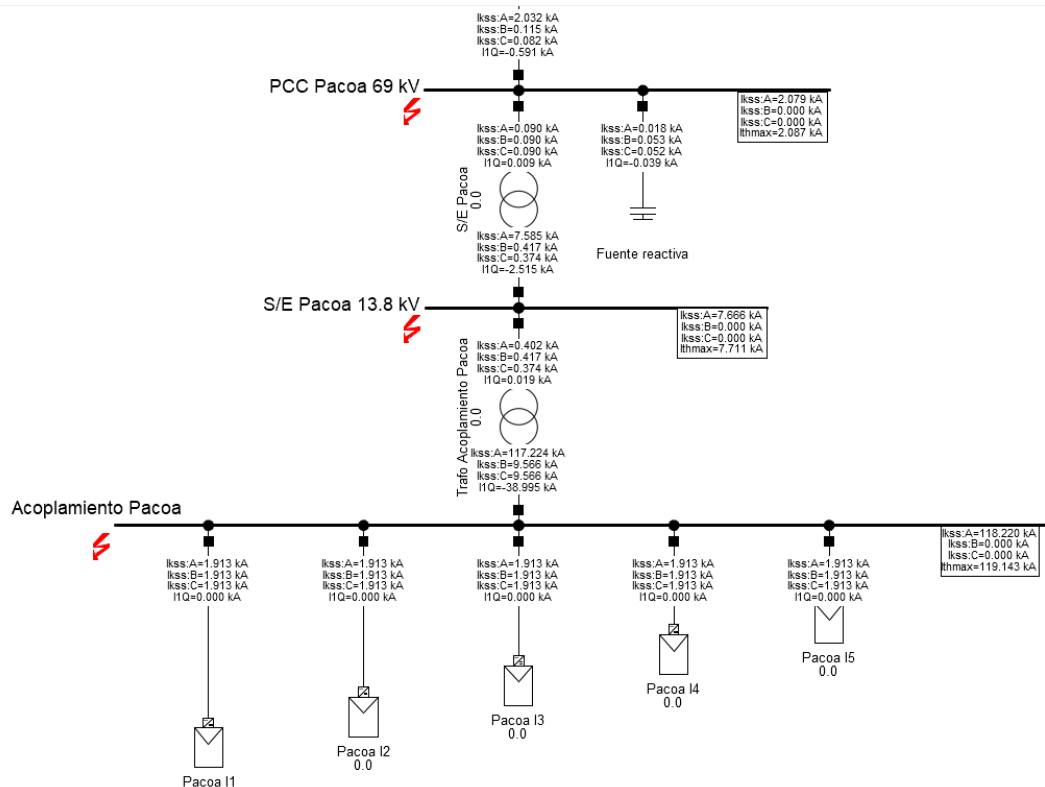 Ikss:A=2.032 kA
Ikss:B=0.115 kA
Ikss:C=0.082 kA
I1Q=-0.591 kA
PCC Pacoa 69 kV
Ikss:A=2.079 kA
Ikss:B=0.000 kA
Ikss:C=0.000 kA
Ithmax=2.087 kA
Ikss:A=0.090 kA
Ikss:B=0.090 kA
Ikss:C=0.090 kA
I1Q=0.009 kA
Ikss:A=0.018 kA
Ikss:B=0.053 kA
Ikss:C=0.052 kA
I1Q=-0.039 kA
S/E Pacoa
0.0
Fuente reactiva
Ikss:A=7.585 kA
Ikss:B=0.417 kA
Ikss:C=0.374 kA
I1Q=-2.515 kA
S/E Pacoa 13.8 kV
Ikss:A=7.666 kA
Ikss:B=0.000 kA
Ikss:C=0.000 kA
Ithmax=7.711 kA
Ikss:A=0.402 kA
Ikss:B=0.417 kA
Ikss:C=0.374 kA
I1Q=0.019 kA
Trafo Acoplamiento Pacoa
0.0
Ikss:A=117.224 kA
Ikss:B=9.566 kA
Ikss:C=9.566 kA
I1Q=-38.995 kA
Acoplamiento Pacoa
Ikss:A=118.220 kA
Ikss:B=0.000 kA
Ikss:C=0.000 kA
Ithmax=119.143 kA
Ikss:A=1.913 kA
Ikss:B=1.913 kA
Ikss:C=1.913 kA
I1Q=0.000 kA
Ikss:A=1.913 kA
Ikss:B=1.913 kA
Ikss:C=1.913 kA
I1Q=0.000 kA
Ikss:A=1.913 kA
Ikss:B=1.913 kA
Ikss:C=1.913 kA
I1Q=0.000 kA
Ikss:A=1.913 kA
Ikss:B=1.913 kA
Ikss:C=1.913 kA
I1Q=0.000 kA
Ikss:A=1.913 kA
Ikss:B=1.913 kA
Ikss:C=1.913 kA
I1Q=0.000 kA
Pacoa I1
Pacoa I2
0.0
Pacoa I3
0.0
Pacoa I4
0.0
Pacoa I5
0.0